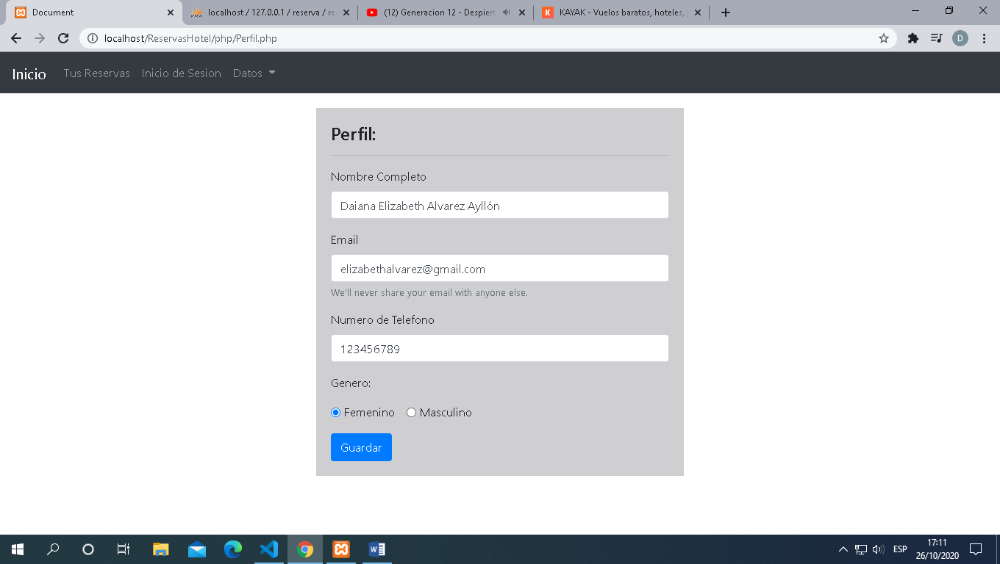 Document
localhost / 127.0.0.1 / reserva / re
(12) Generacion 12 - Despiert
KAYAK - Vuelos baratos, hoteles,
localhost/ReservasHotel/php/Perfil.php
D
Inicio Tus Reservas Inicio de Sesion Datos
Perfil:
Nombre Completo
Daiana Elizabeth Alvarez Ayllón
Email
elizabethalvarez@gmail.com
We'll never share your email with anyone else.
Numero de Telefono
123456789
Genero:
Femenino Masculino
Guardar
ESP
17:11
26/10/2020